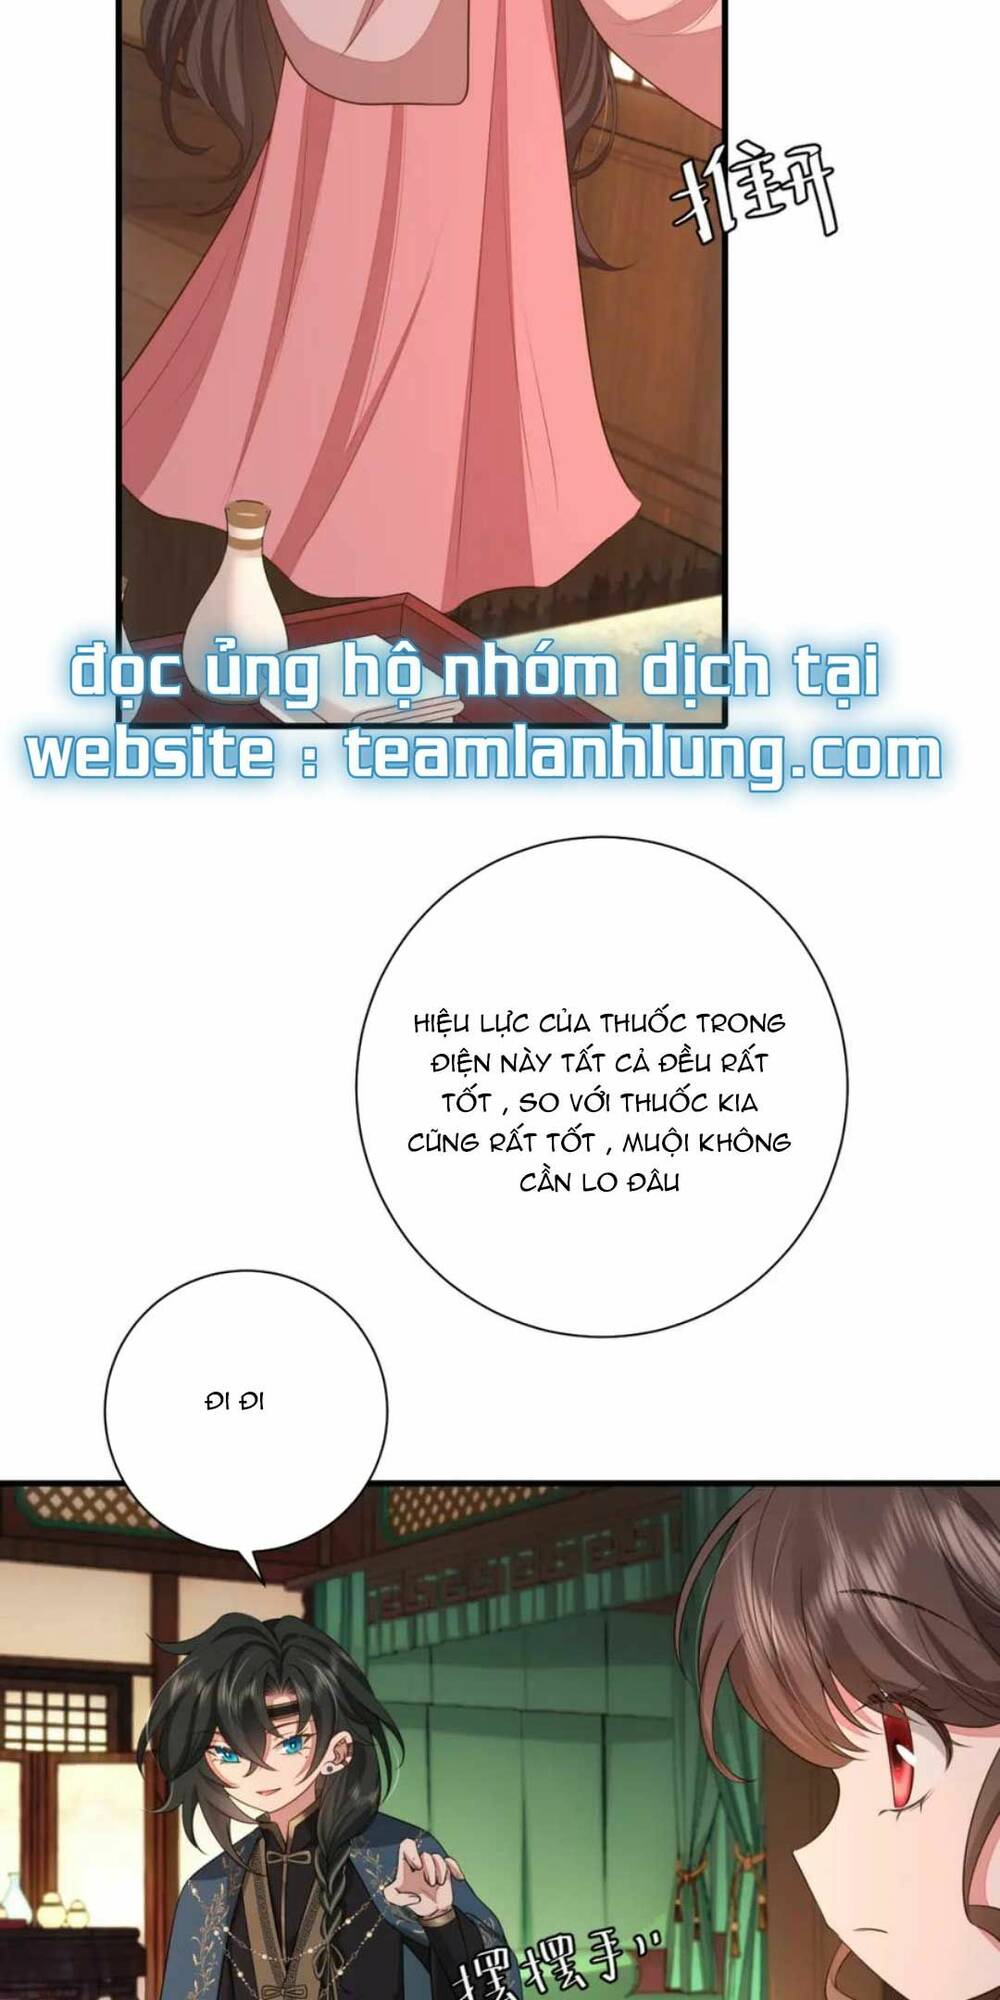 推开
đọc ủng hộ nhóm dịch tại
website : teamlanhlung.com
HIỆU LỰC CỦA THUỐC TRONG
ĐIỆN NÀY TẤT CẢ ĐỀU RẤT
TỐT , SO VỚI THUỐC KIA
CŨNG RẤT TỐT , MUỘI KHÔNG
CẦN LO ĐÂU
ĐI ĐI
摆摆手